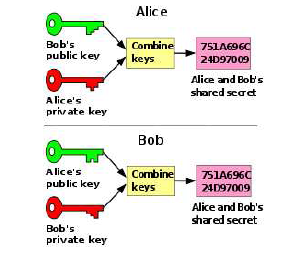 Alice
Bob's
public key
Combine
keys
751A696C
24D97009
Alice's
private key
Alice and Bob's
shared secret
Bob
Alice's
public key
Combine
keys
751A696C
24D97009
Bob's
private key
Alice and Bob's
shared secret